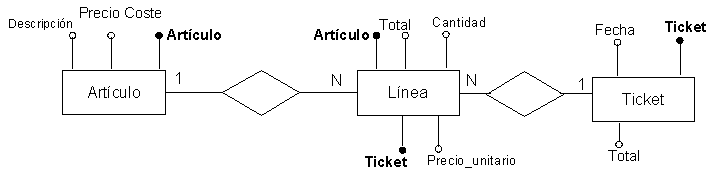 Descripción
Precio Coste
Artículo
Artículo
Total
Cantidad
Fecha
Ticket
Artículo
1
N
Línea
N
1
Ticket
Ticket
Precio_unitario
Total